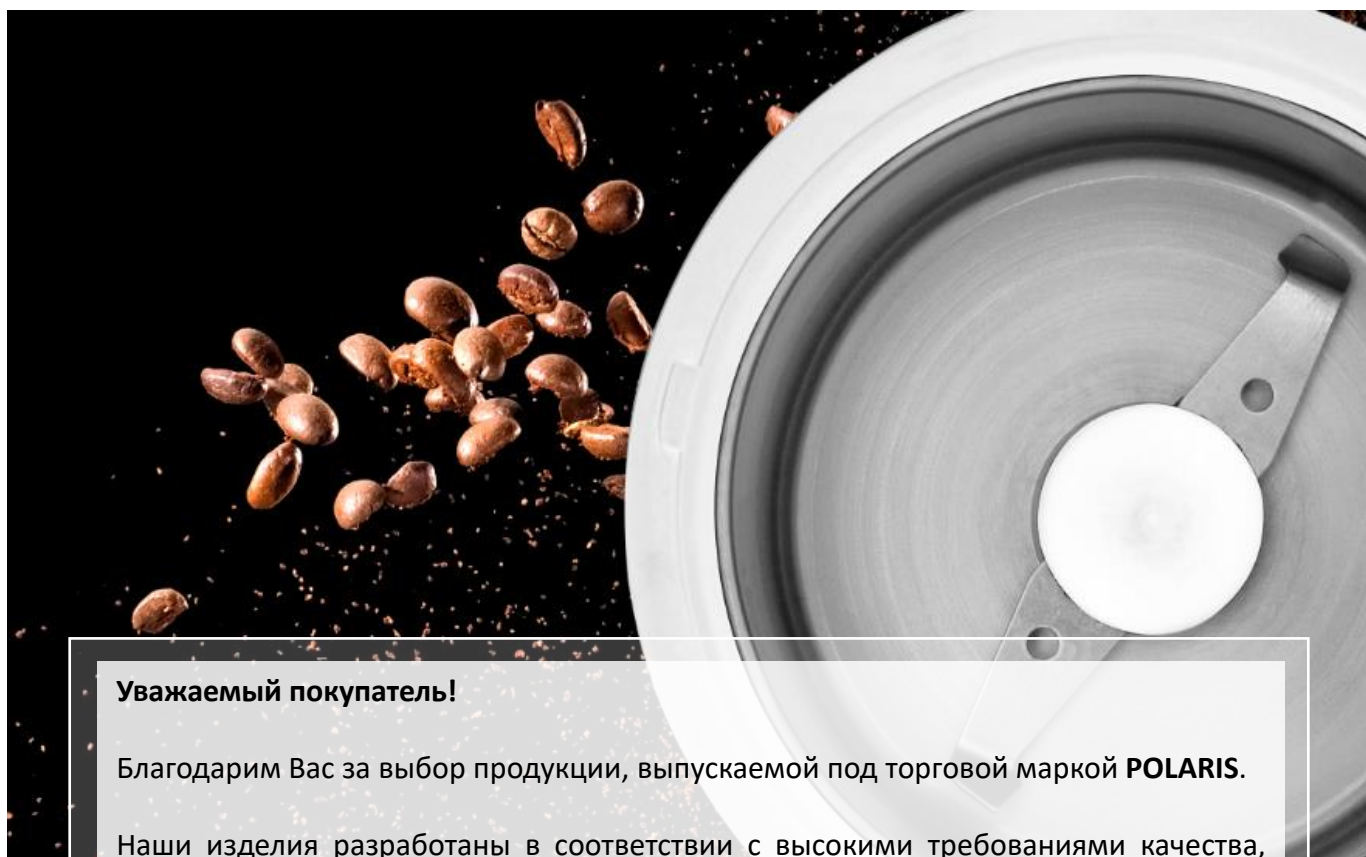 Уважаемый покупатель!
Благодарим Вас за выбор продукции, выпускаемой под торговой маркой POLARIS.
Наши изделия разработаны в соответствии с высокими требованиями качества,